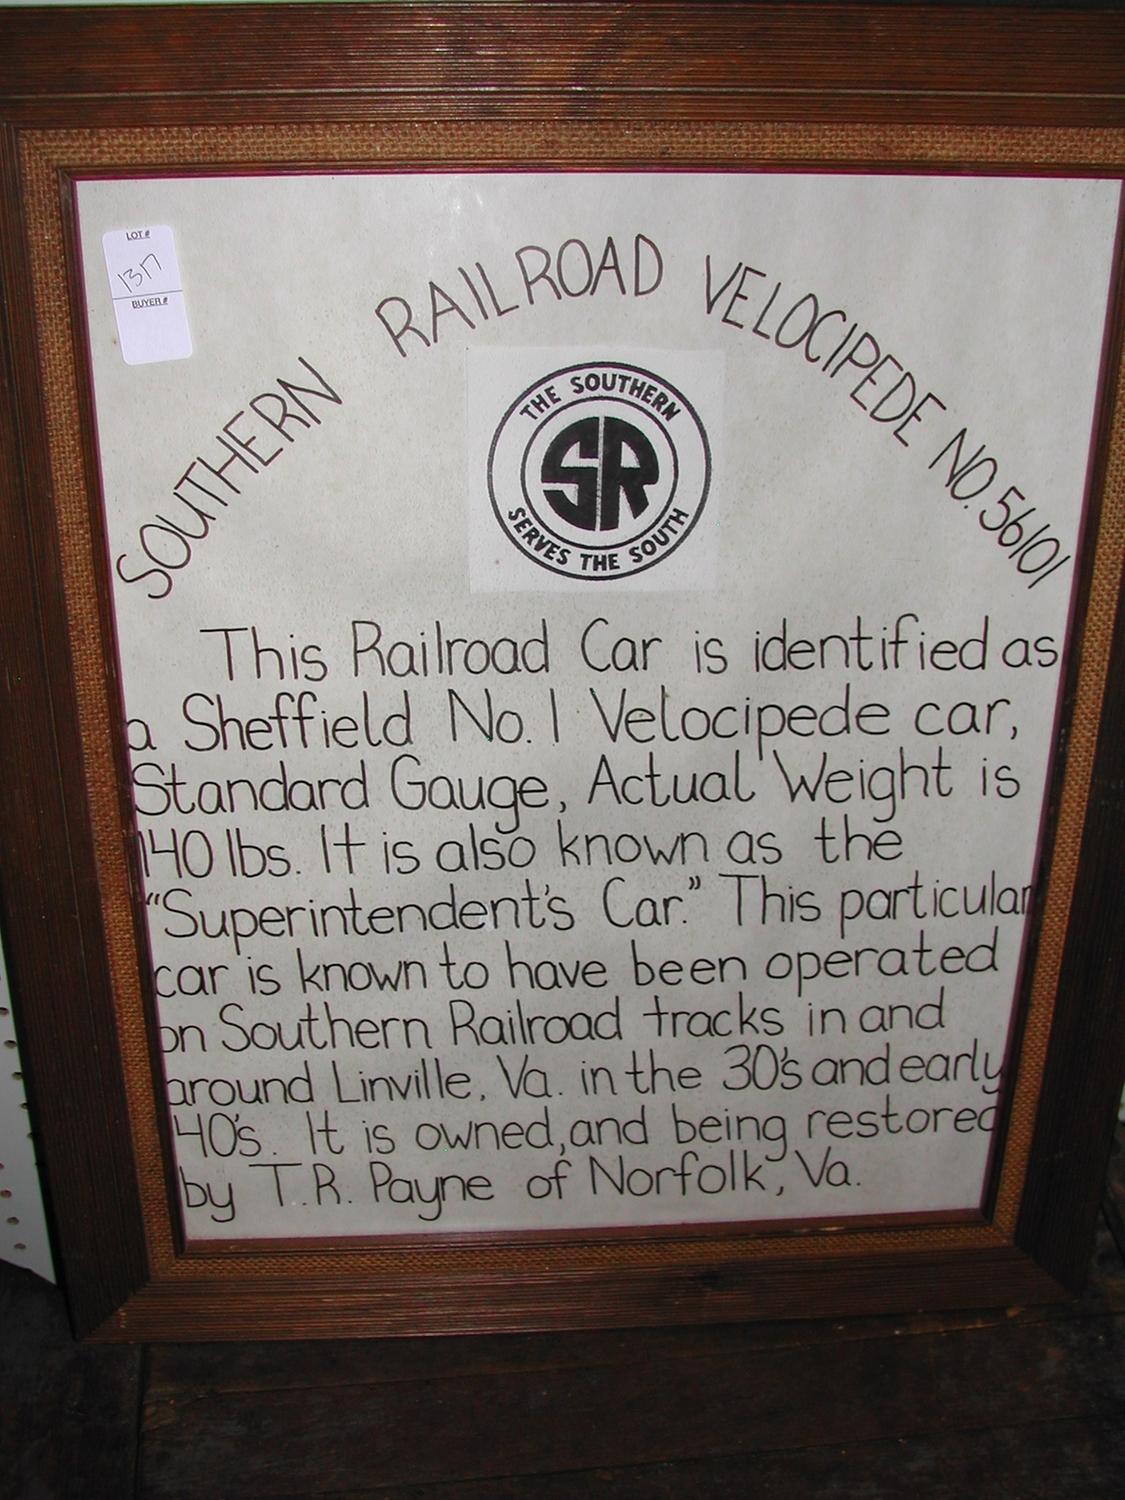 LOT #
1317
BUYER #
SOUTHERN RAILROAD VELOCIPEDE NO. 56101
THE SOUTHERN
SR
SERVES THE SOUTH
This Railroad Car is identified as
a Sheffield No. 1 Velocipede car,
Standard Gauge, Actual Weight is
140 lbs. It is also known as the
"Superintendent's Car." This particular
car is known to have been operated
on Southern Railroad tracks in and
around Linville, Va. in the 30's and early
40's. It is owned, and being restored
by T.R. Payne of Norfolk, Va.